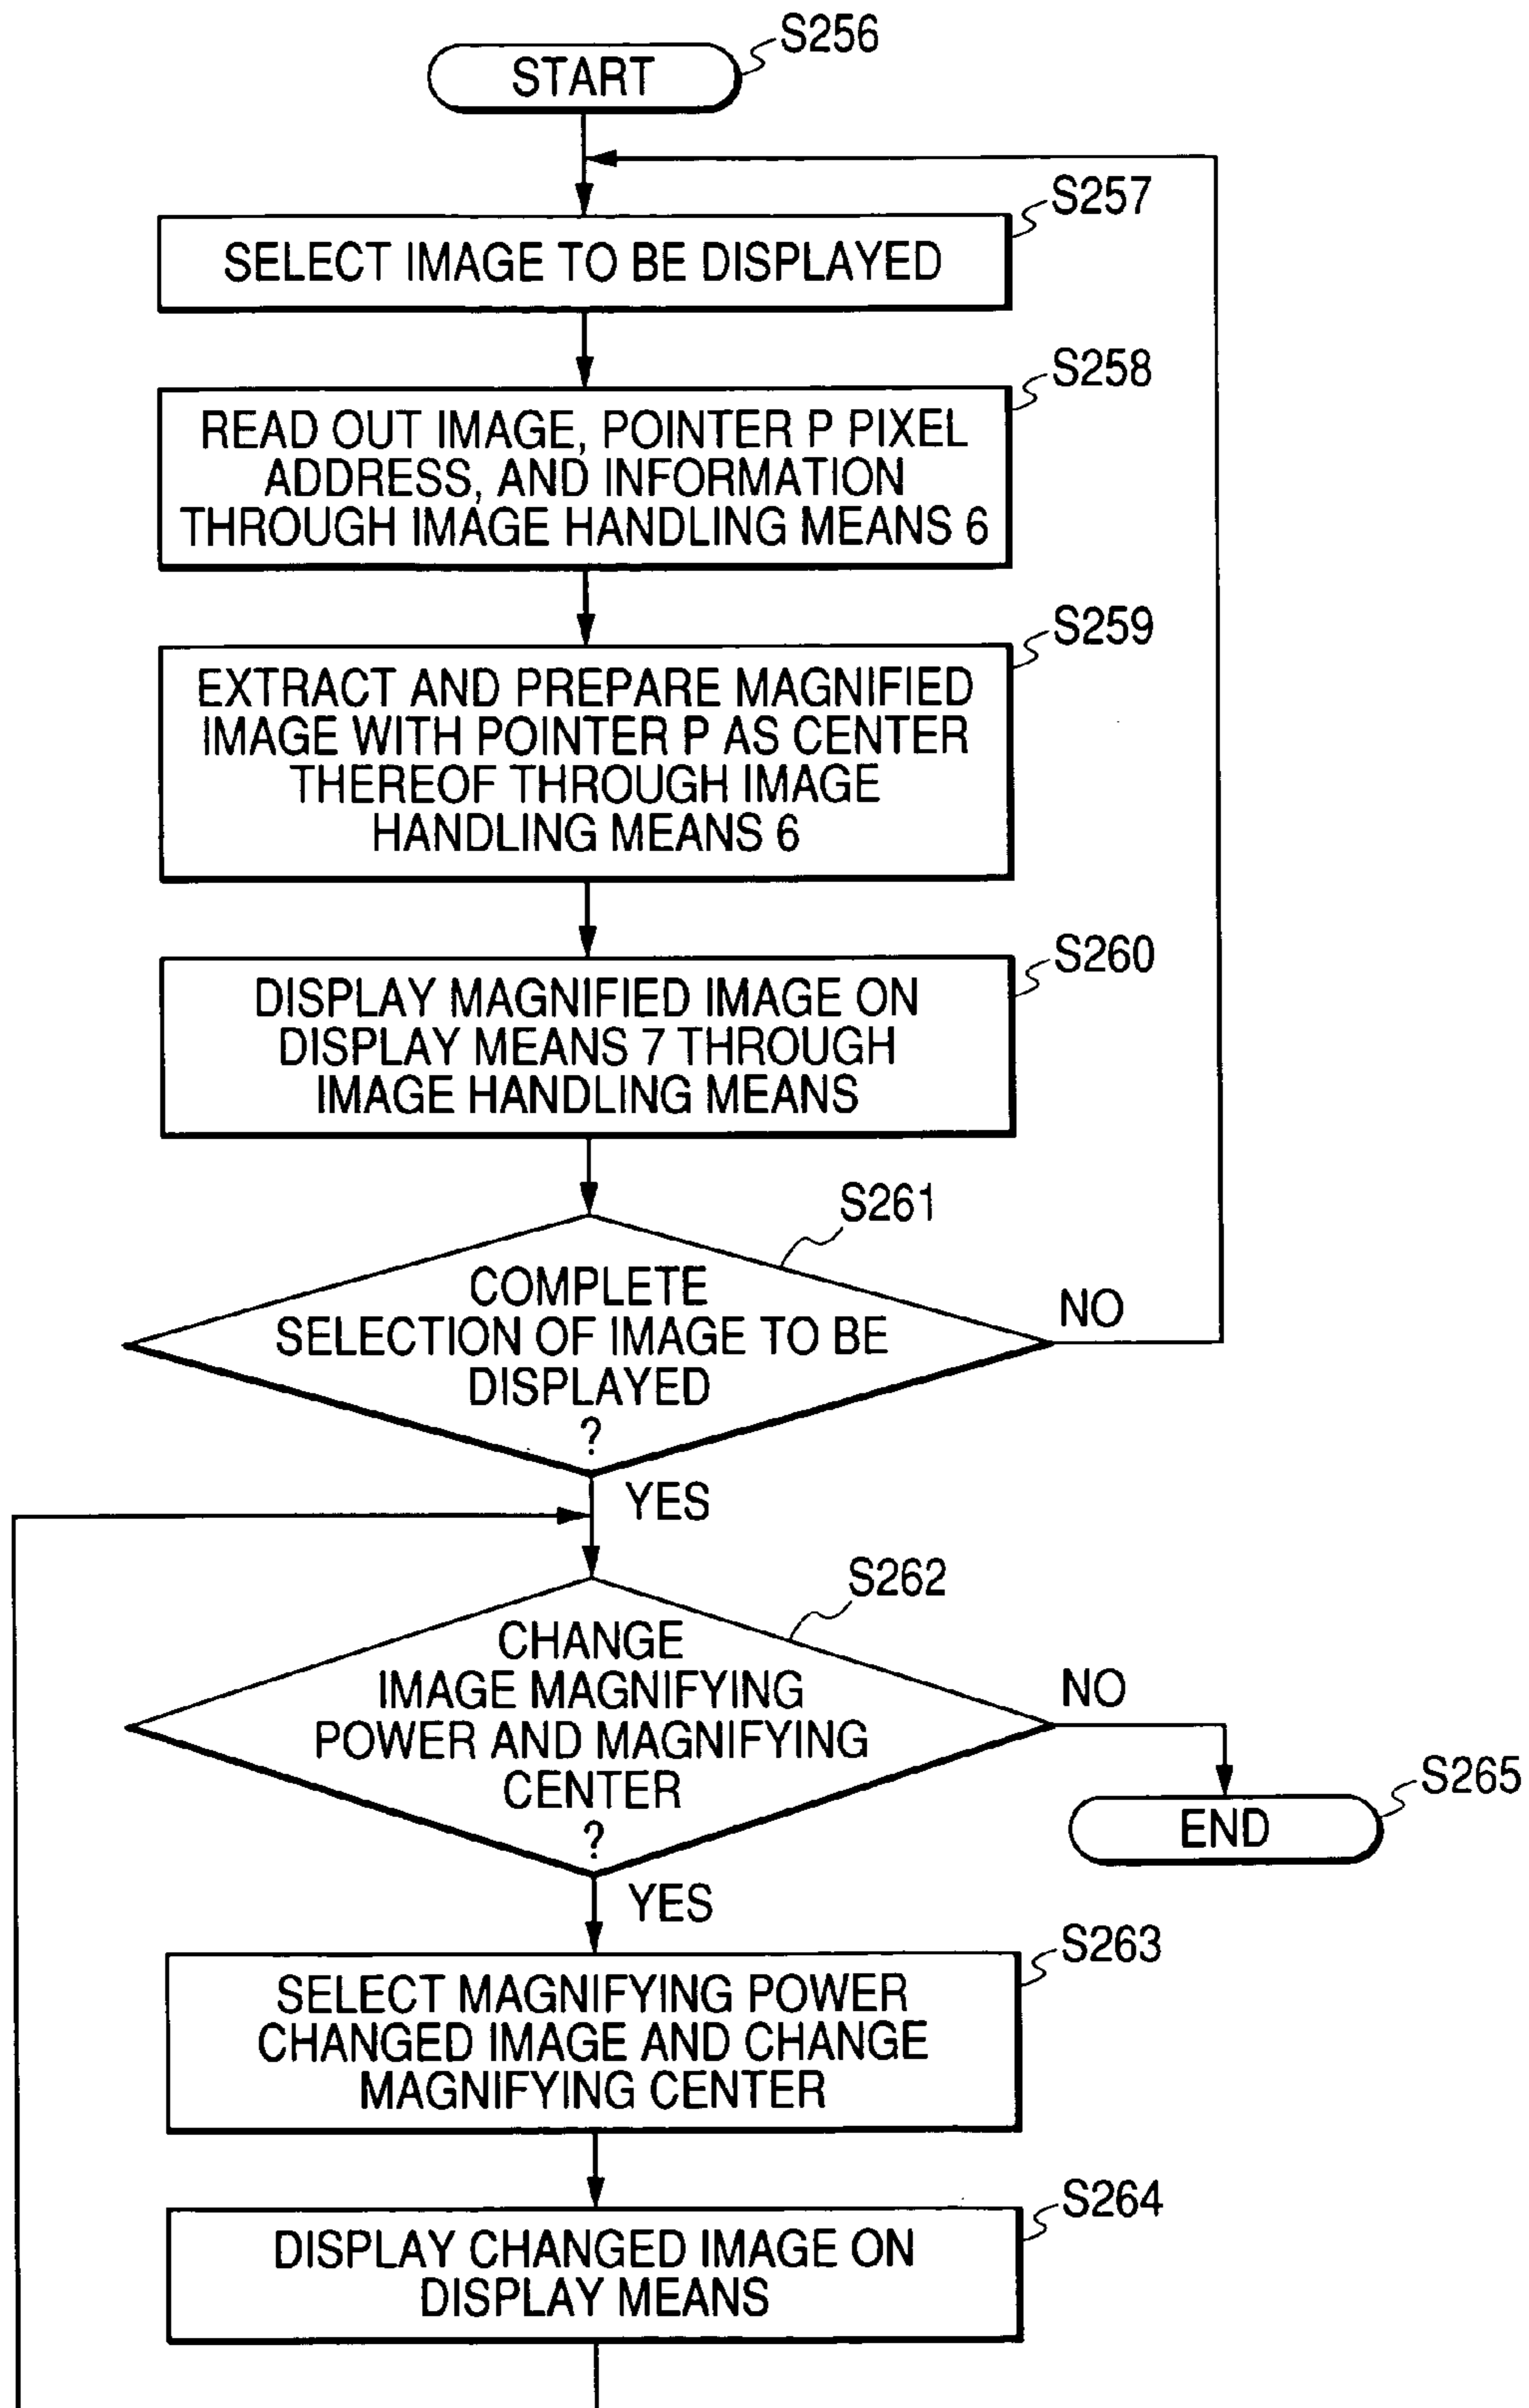 S256
START
S257
SELECT IMAGE TO BE DISPLAYED
S258
READ OUT IMAGE, POINTER P PIXEL
ADDRESS, AND INFORMATION
THROUGH IMAGE HANDLING MEANS 6
S259
EXTRACT AND PREPARE MAGNIFIED
IMAGE WITH POINTER P AS CENTER
THEREOF THROUGH IMAGE
HANDLING MEANS 6
S260
DISPLAY MAGNIFIED IMAGE ON
DISPLAY MEANS 7 THROUGH
IMAGE HANDLING MEANS
S261
COMPLETE
SELECTION OF IMAGE TO BE
DISPLAYED
?
NO
YES
S262
CHANGE
IMAGE MAGNIFYING
POWER AND MAGNIFYING
CENTER
?
NO
S265
END
YES
S263
SELECT MAGNIFYING POWER
CHANGED IMAGE AND CHANGE
MAGNIFYING CENTER
S264
DISPLAY CHANGED IMAGE ON
DISPLAY MEANS